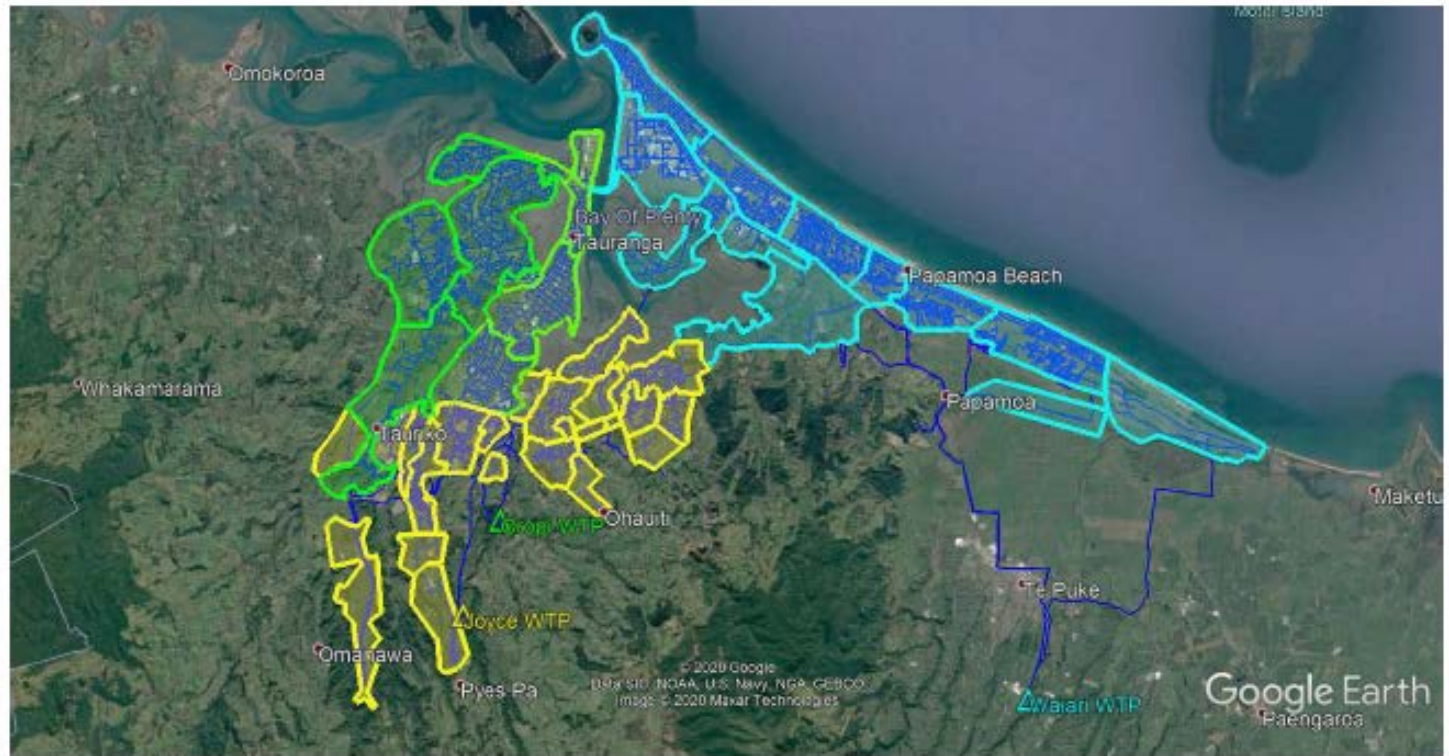 Motiti Island
Omokoroa
Bay Of Plenty
Tauranga
Papamoa Beach
Whakamarama
Papamoa
Tauriko
Maketu
Oropi WTP
Ohauiti
Te Puke
Joyce WTP
Omanawa
© 2020 Google
Data SIO, NOAA, U.S. Navy, NGA, GEBCO
Image © 2020 Maxar Technologies
Pyes Pa
Google Earth
Waiari WTP
Paengaroa